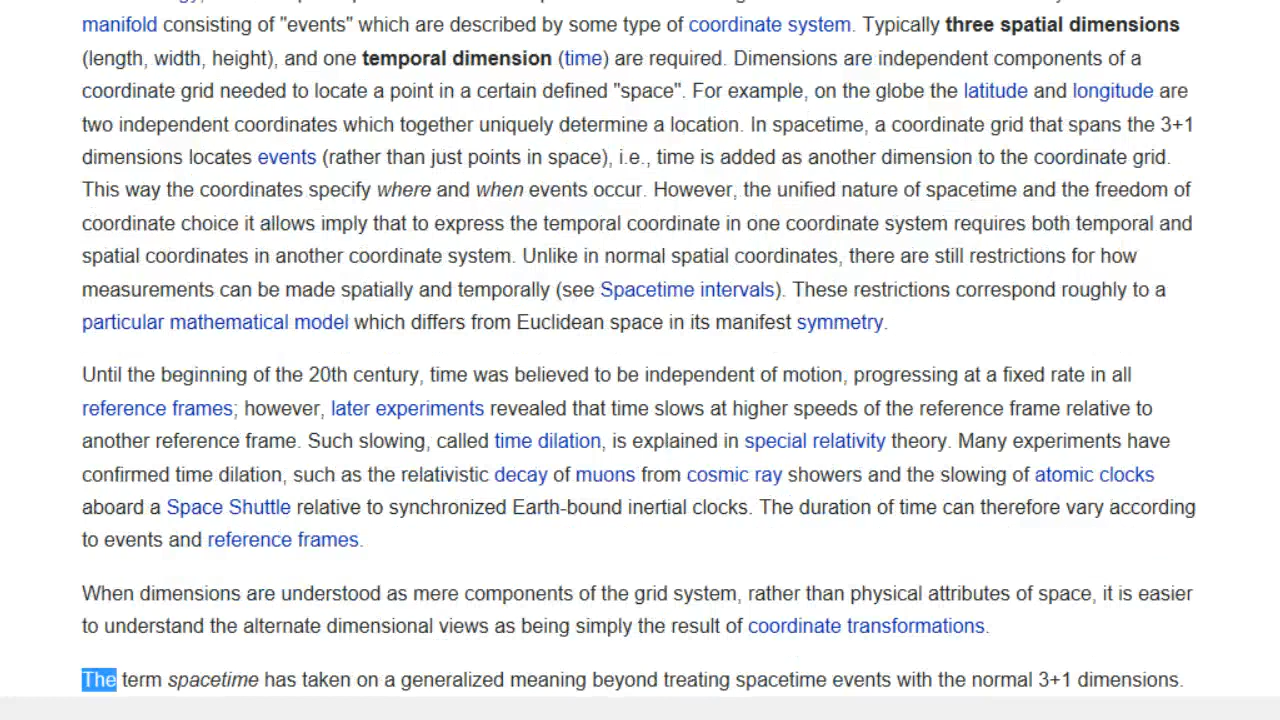 manifold consisting of "events" which are described by some type of coordinate system. Typically three spatial dimensions
(length, width, height), and one temporal dimension (time) are required. Dimensions are independent components of a
coordinate grid needed to locate a point in a certain defined "space". For example, on the globe the latitude and longitude are
two independent coordinates which together uniquely determine a location. In spacetime, a coordinate grid that spans the 3+1
dimensions locates events (rather than just points in space), i.e., time is added as another dimension to the coordinate grid.
This way the coordinates specify where and when events occur. However, the unified nature of spacetime and the freedom of
coordinate choice it allows imply that to express the temporal coordinate in one coordinate system requires both temporal and
spatial coordinates in another coordinate system. Unlike in normal spatial coordinates, there are still restrictions for how
measurements can be made spatially and temporally (see Spacetime intervals). These restrictions correspond roughly to a
particular mathematical model which differs from Euclidean space in its manifest symmetry.
Until the beginning of the 20th century, time was believed to be independent of motion, progressing at a fixed rate in all
reference frames; however, later experiments revealed that time slows at higher speeds of the reference frame relative to
another reference frame. Such slowing, called time dilation, is explained in special relativity theory. Many experiments have
confirmed time dilation, such as the relativistic decay of muons from cosmic ray showers and the slowing of atomic clocks
aboard a Space Shuttle relative to synchronized Earth-bound inertial clocks. The duration of time can therefore vary according
to events and reference frames.
When dimensions are understood as mere components of the grid system, rather than physical attributes of space, it is easier
to understand the alternate dimensional views as being simply the result of coordinate transformations.
The term spacetime has taken on a generalized meaning beyond treating spacetime events with the normal 3+1 dimensions.